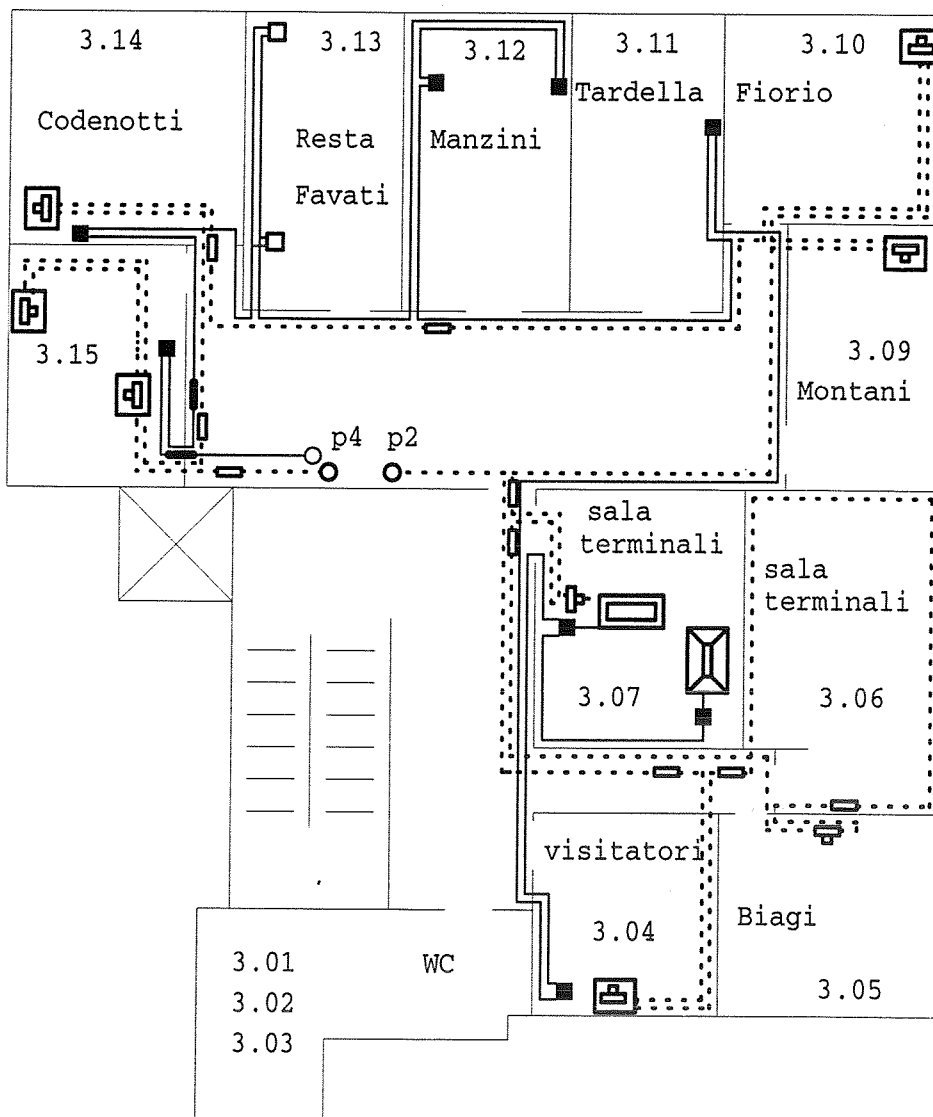 3.14
3.13
3.12
3.11
3.10
Codenotti
Resta
Favati
Manzini
Tardella
Fiorio
3.15
3.09
Montani
p4
p2
sala
terminali
3.07
sala
terminali
3.06
visitatori
3.04
Biagi
3.05
3.01
3.02
3.03
WC